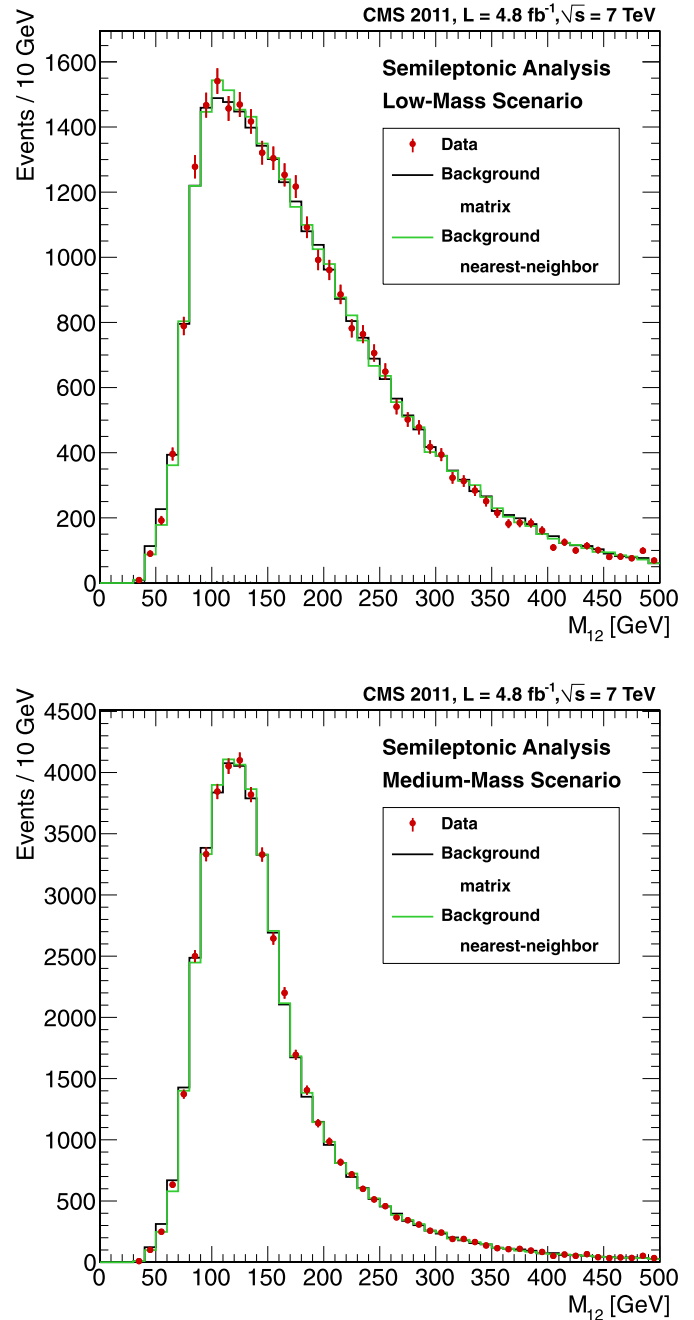 CMS 2011, L = 4.8 fb⁻¹,√s = 7 TeV
Events / 10 GeV
1600
1400
1200
1000
800
600
400
200
0
Semileptonic Analysis
Low-Mass Scenario
Data
Background
matrix
Background
nearest-neighbor
0 50 100 150 200 250 300 350 400 450 500
M₁₂ [GeV]
CMS 2011, L = 4.8 fb⁻¹,√s = 7 TeV
Events / 10 GeV
4500
4000
3500
3000
2500
2000
1500
1000
500
0
Semileptonic Analysis
Medium-Mass Scenario
Data
Background
matrix
Background
nearest-neighbor
0 50 100 150 200 250 300 350 400 450 500
M₁₂ [GeV]